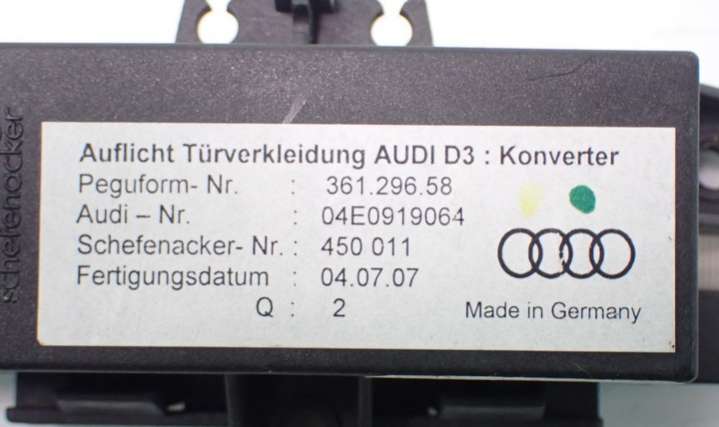 schefenacker
Auflicht Türverkleidung AUDI D3 : Konverter
Peguform- Nr. : 361.296.58
Audi – Nr. : 04E0919064
Schefenacker- Nr. : 450 011
Fertigungsdatum : 04.07.07
Q : 2
Made in Germany